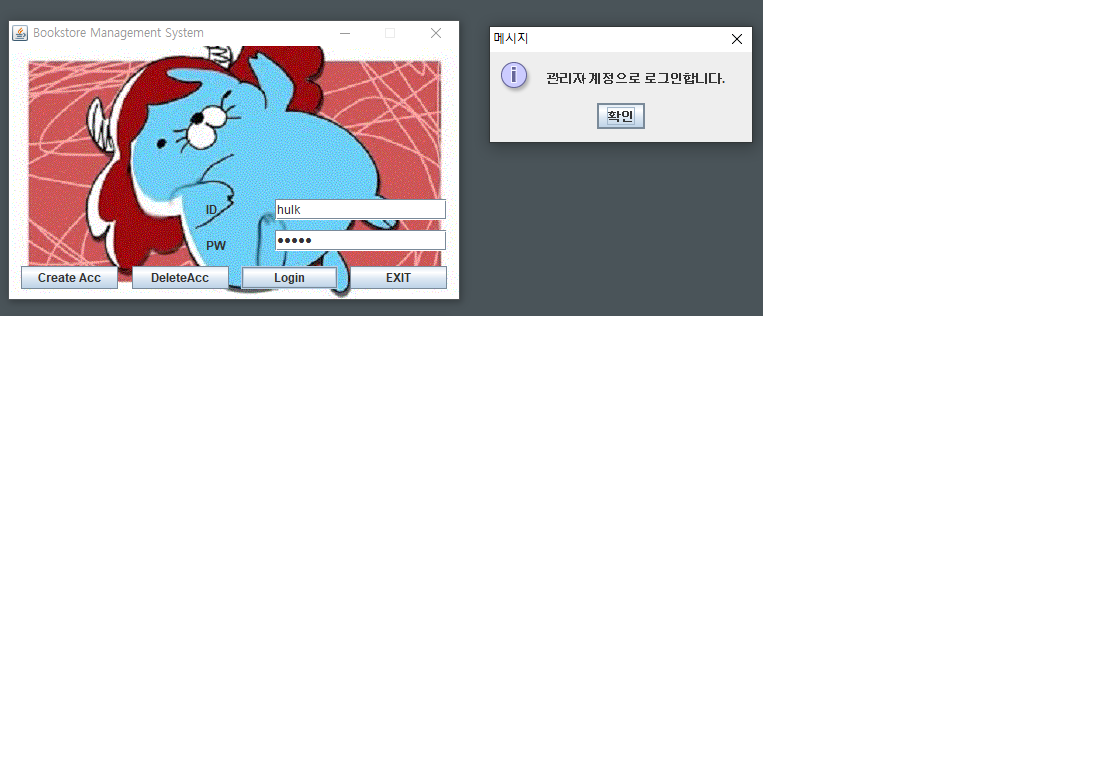 Bookstore Management System
ID
hulk
PW
●●●●●
Create Acc
DeleteAcc
Login
EXIT
메시지
관리자 계정으로 로그인합니다.
확인